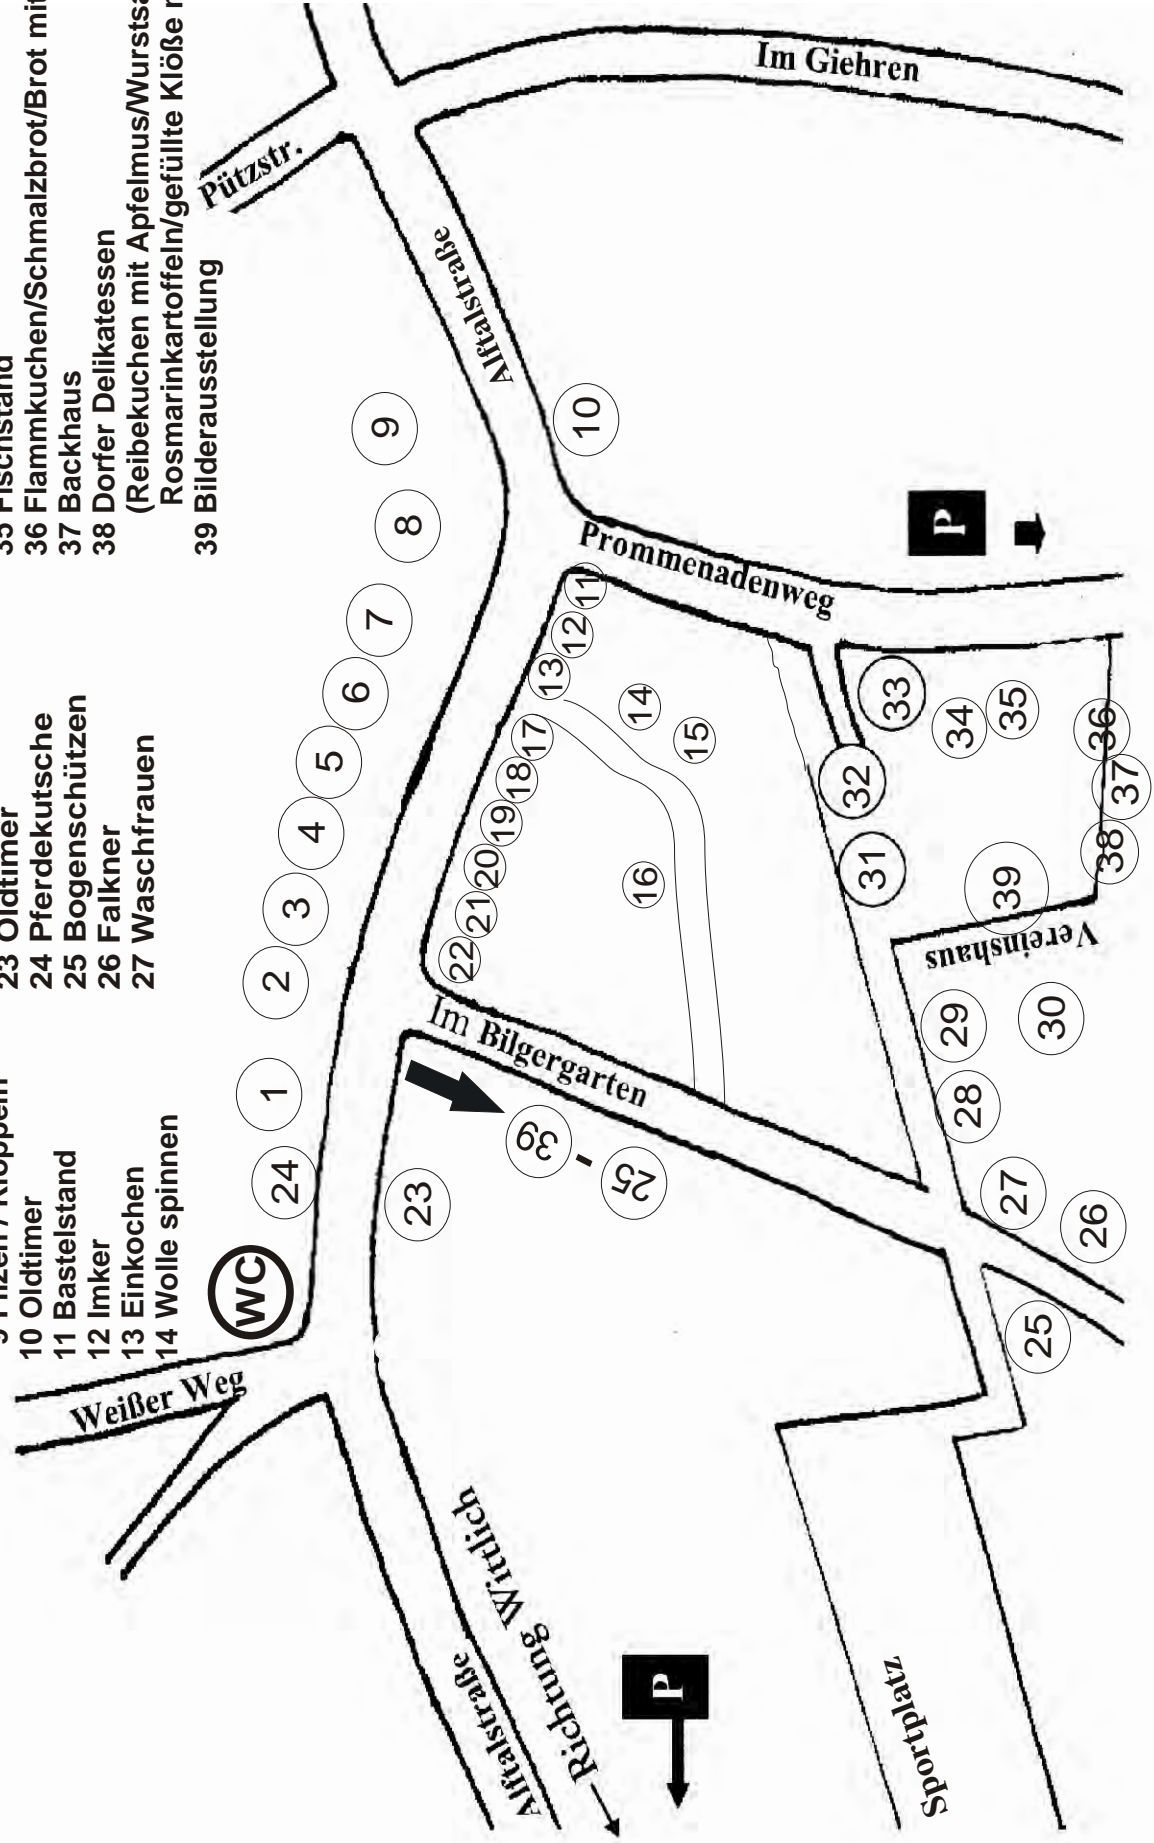 10 Oldtimer
11 Bastelstand
12 Imker
13 Einkochen
14 Wolle spinnen
23 Oldtimer
24 Pferdekutsche
25 Bogenschützen
26 Falkner
27 Waschfrauen
35 Fischstand
36 Flammkuchen/Schmalzbrot/Brot mit
37 Backhaus
38 Dorfer Delikatessen
(Reibekuchen mit Apfelmus/Wurstsa
Rosmarinkartoffeln/gefüllte Klöße
39 Bilderausstellung
Weißer Weg
Pützstr.
WC
24
1
2
3
4
5
6
7
8
9
Alftalstraße
Im Giehren
10
23
Im Bilgergarten
39 - 25
22
21
20
19
18
17
13
12
11
Prommenadenweg
14
15
16
P
Alftalstraße
Richtung Wittlich
P
Sportplatz
31
32
33
34
35
36
37
38
39
Vereinshaus
29
30
28
27
26
25